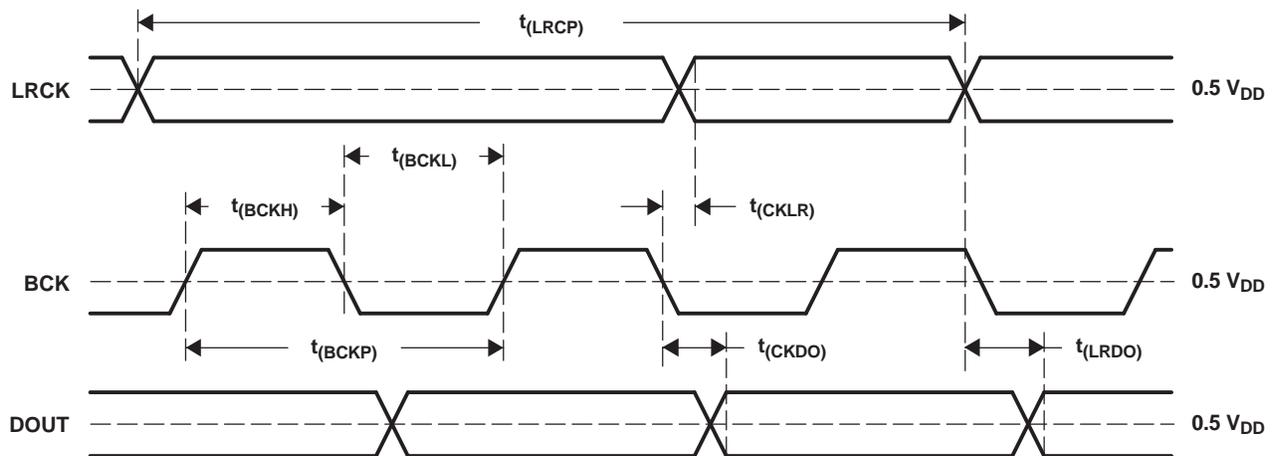 t(LRCP)
LRCK
0.5 VDD
t(BCKL)
t(BCKH)
t(CKLR)
BCK
0.5 VDD
t(BCKP)
t(CKDO)
t(LRDO)
DOUT
0.5 VDD